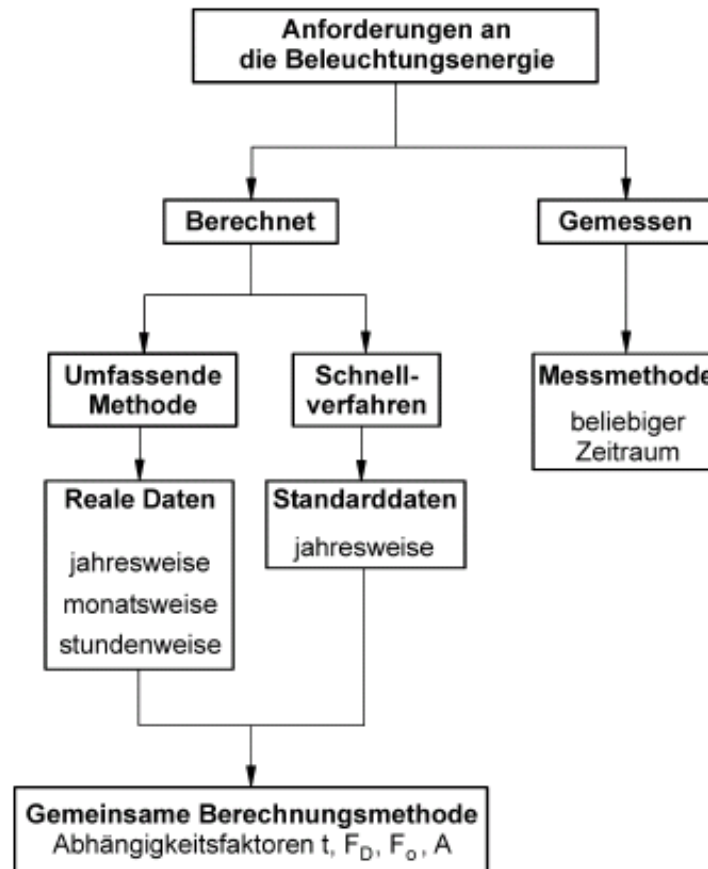 Anforderungen an
die Beleuchtungsenergie
Berechnet
Gemessen
Umfassende
Methode
Schnell-
verfahren
Messmethode
beliebiger
Zeitraum
Reale Daten
jahresweise
monatsweise
stundenweise
Standarddaten
jahresweise
Gemeinsame Berechnungsmethode
Abhängigkeitsfaktoren t, F_D, F_o, A